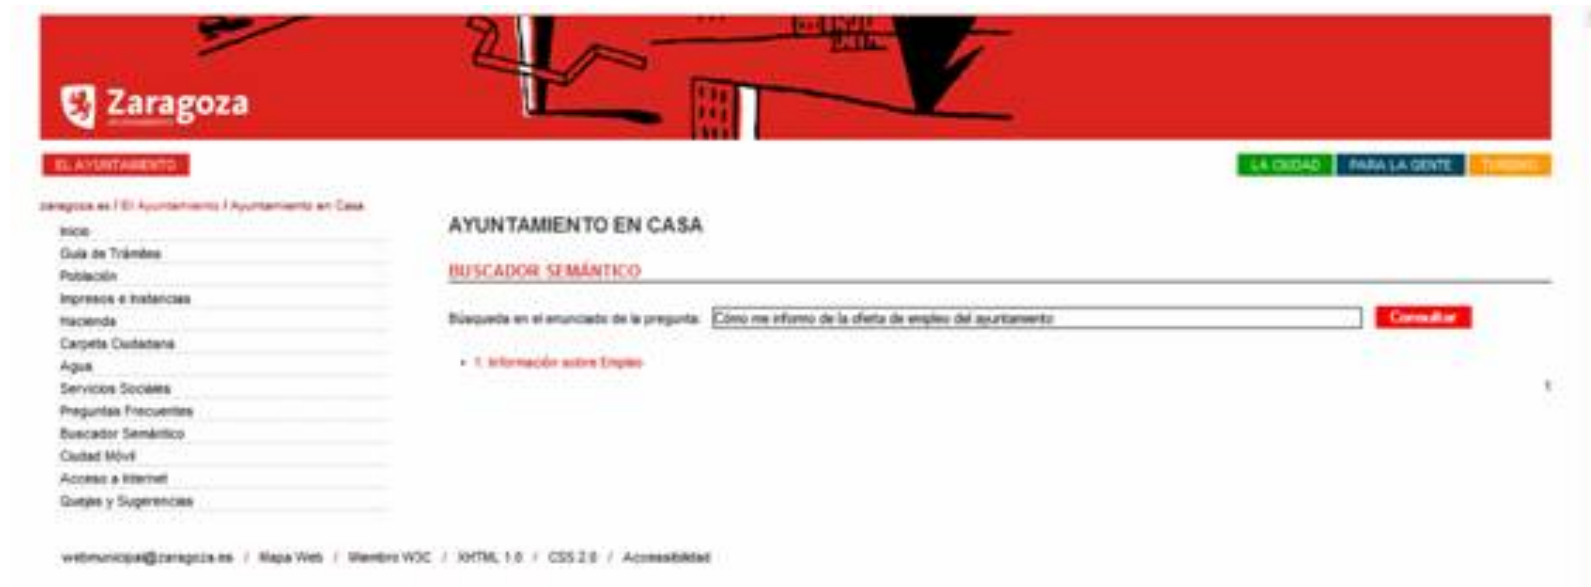 Zaragoza
EL AYUNTAMIENTO
LA CIUDAD PARA LA GENTE TURISMO
zaragoza.es / El Ayuntamiento / Ayuntamiento en Casa
Inicio
Guía de Trámites
Población
Impresos e Instancias
Hacienda
Carpeta Ciudadana
Agua
Servicios Sociales
Preguntas Frecuentes
Buscador Semántico
Ciudad Móvil
Acceso a Internet
Quejas y Sugerencias
AYUNTAMIENTO EN CASA
BUSCADOR SEMÁNTICO
Búsqueda en el enunciado de la pregunta: Cómo me informo de la oferta de empleo del ayuntamiento Consultar
1. Información sobre Empleo
1
webmunicipal@zaragoza.es / Mapa Web / Miembro W3C / XHTML 1.0 / CSS 2.0 / Accesibilidad